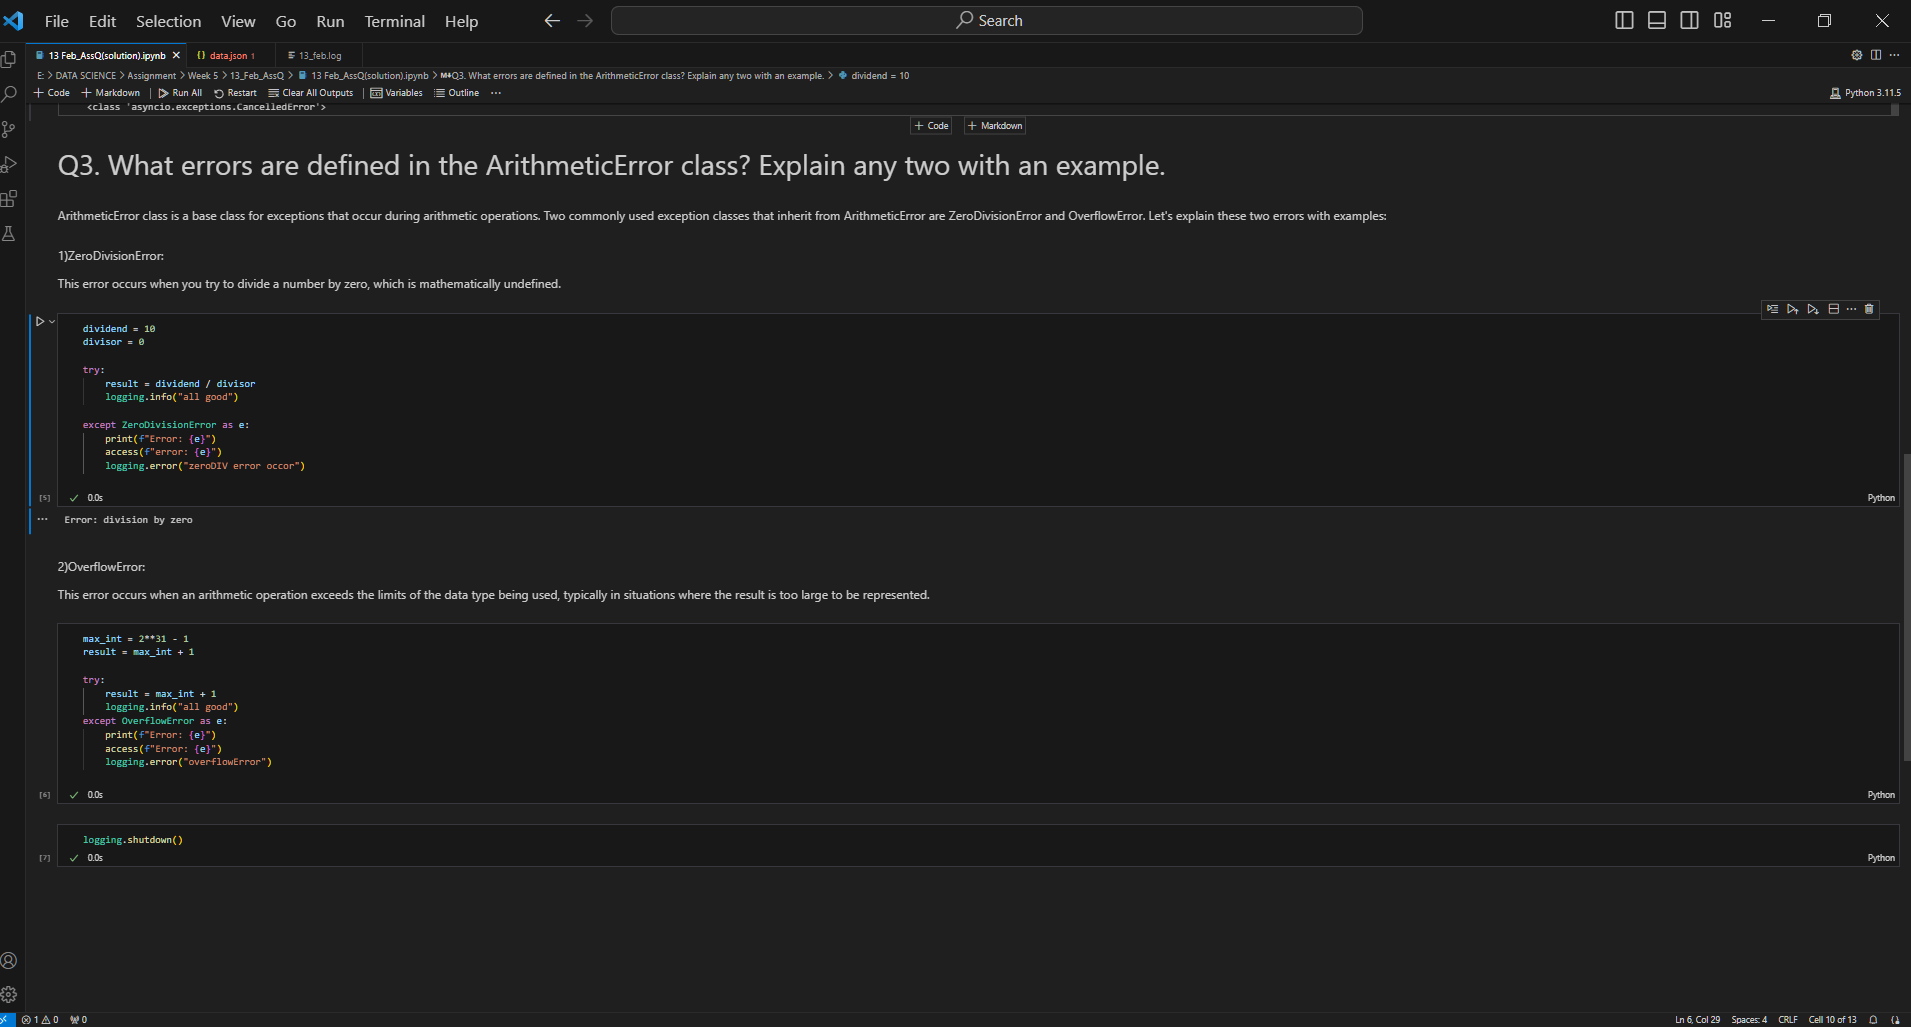 File Edit Selection View Go Run Terminal Help
Search
13 Feb_AssQ(solution).ipynb
{} data.json 1
13_feb.log
E: > DATA SCIENCE > Assignment > Week 5 > 13_Feb_AssQ > 13 Feb_AssQ(solution).ipynb > M↓Q3. What errors are defined in the ArithmeticError class? Explain any two with an example. > dividend = 10
+ Code + Markdown | Run All Restart Clear All Outputs | Variables Outline ...
Python 3.11.5
<class 'asyncio.exceptions.CancelledError'>
+ Code + Markdown
Q3. What errors are defined in the ArithmeticError class? Explain any two with an example.
ArithmeticError class is a base class for exceptions that occur during arithmetic operations. Two commonly used exception classes that inherit from ArithmeticError are ZeroDivisionError and OverflowError. Let's explain these two errors with examples:
1)ZeroDivisionError:
This error occurs when you try to divide a number by zero, which is mathematically undefined.
dividend = 10
divisor = 0
try:
result = dividend / divisor
logging.info("all good")
except ZeroDivisionError as e:
print(f"Error: {e}")
access(f"error: {e}")
logging.error("zeroDIV error occor")
[5] 0.0s Python
... Error: division by zero
2)OverflowError:
This error occurs when an arithmetic operation exceeds the limits of the data type being used, typically in situations where the result is too large to be represented.
max_int = 2**31 - 1
result = max_int + 1
try:
result = max_int + 1
logging.info("all good")
except OverflowError as e:
print(f"Error: {e}")
access(f"Error: {e}")
logging.error("overflowError")
[6] 0.0s Python
logging.shutdown()
[7] 0.0s Python
1 0 0 Ln 6, Col 29 Spaces: 4 CRLF Cell 10 of 13